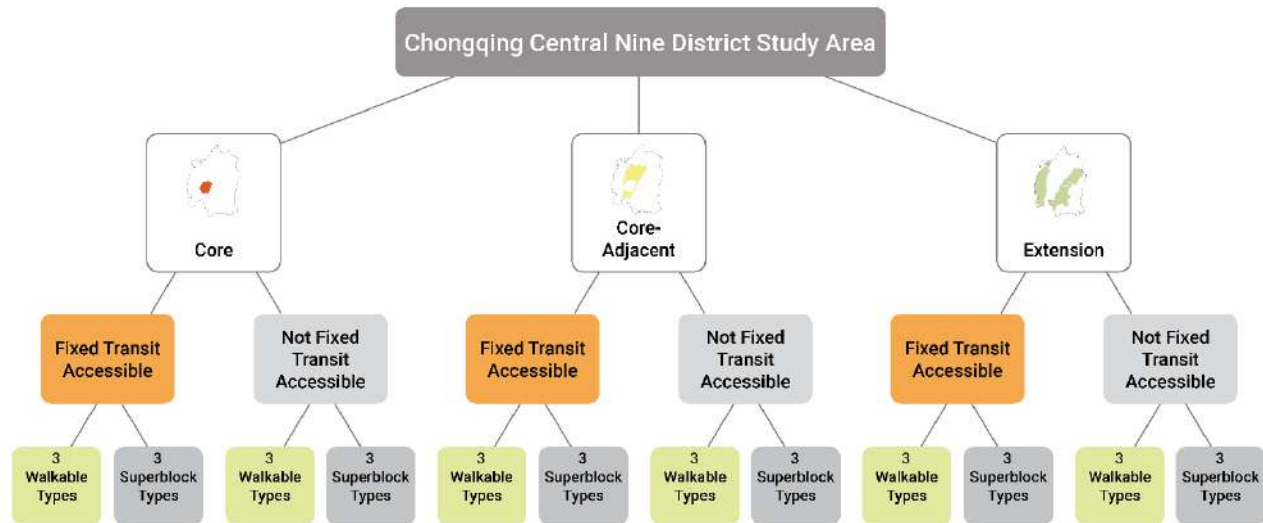 Chongqing Central Nine District Study Area
Core
Core-
Adjacent
Extension
Fixed Transit
Accessible
Not Fixed
Transit
Accessible
Fixed Transit
Accessible
Not Fixed
Transit
Accessible
Fixed Transit
Accessible
Not Fixed
Transit
Accessible
3
Walkable
Types
3
Superblock
Types
3
Walkable
Types
3
Superblock
Types
3
Walkable
Types
3
Superblock
Types
3
Walkable
Types
3
Superblock
Types
3
Walkable
Types
3
Superblock
Types
3
Walkable
Types
3
Superblock
Types